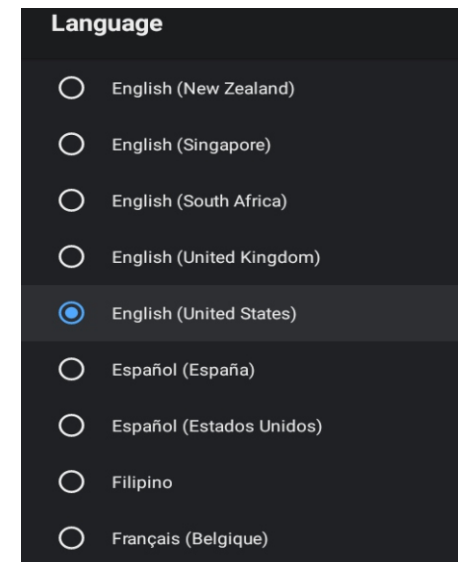 Language
English (New Zealand)
English (Singapore)
English (South Africa)
English (United Kingdom)
English (United States)
Español (España)
Español (Estados Unidos)
Filipino
Français (Belgique)